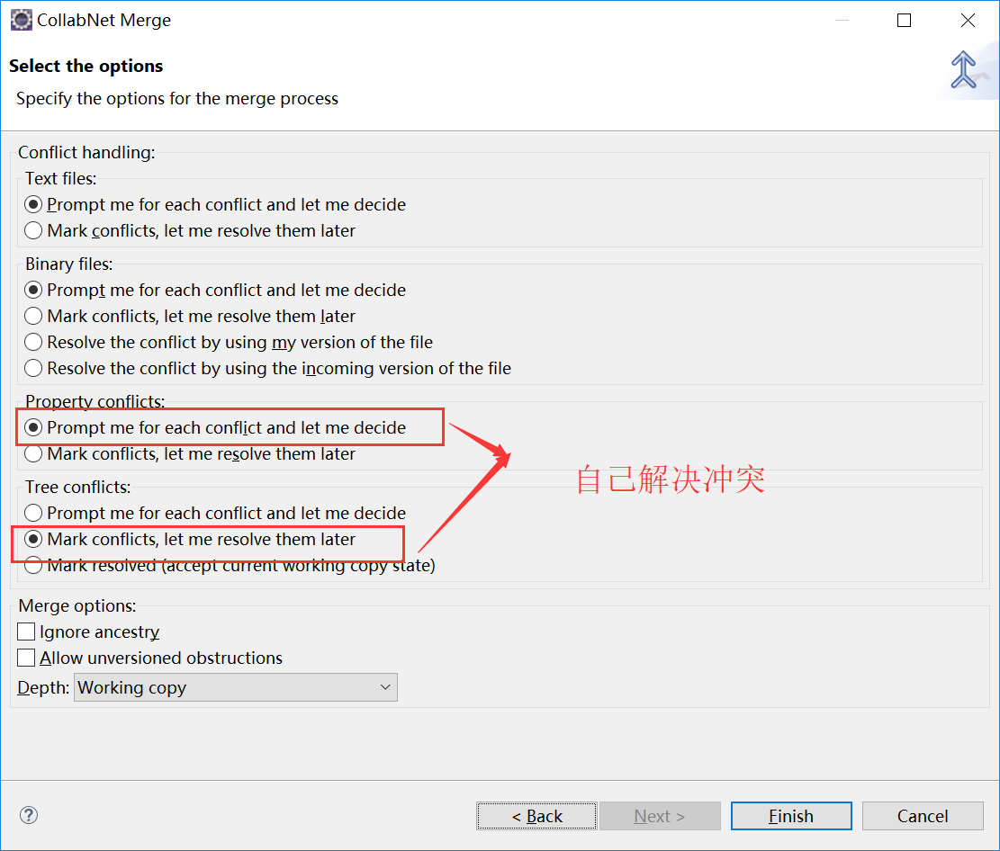 CollabNet Merge
Select the options
Specify the options for the merge process
Conflict handling:
Text files:
Prompt me for each conflict and let me decide
Mark conflicts, let me resolve them later
Binary files:
Prompt me for each conflict and let me decide
Mark conflicts, let me resolve them later
Resolve the conflict by using my version of the file
Resolve the conflict by using the incoming version of the file
Property conflicts:
Prompt me for each conflict and let me decide
Mark conflicts, let me resolve them later
自己解决冲突
Tree conflicts:
Prompt me for each conflict and let me decide
Mark conflicts, let me resolve them later
Mark resolved (accept current working copy state)
Merge options:
Ignore ancestry
Allow unversioned obstructions
Depth: Working copy
< Back Next > Finish Cancel